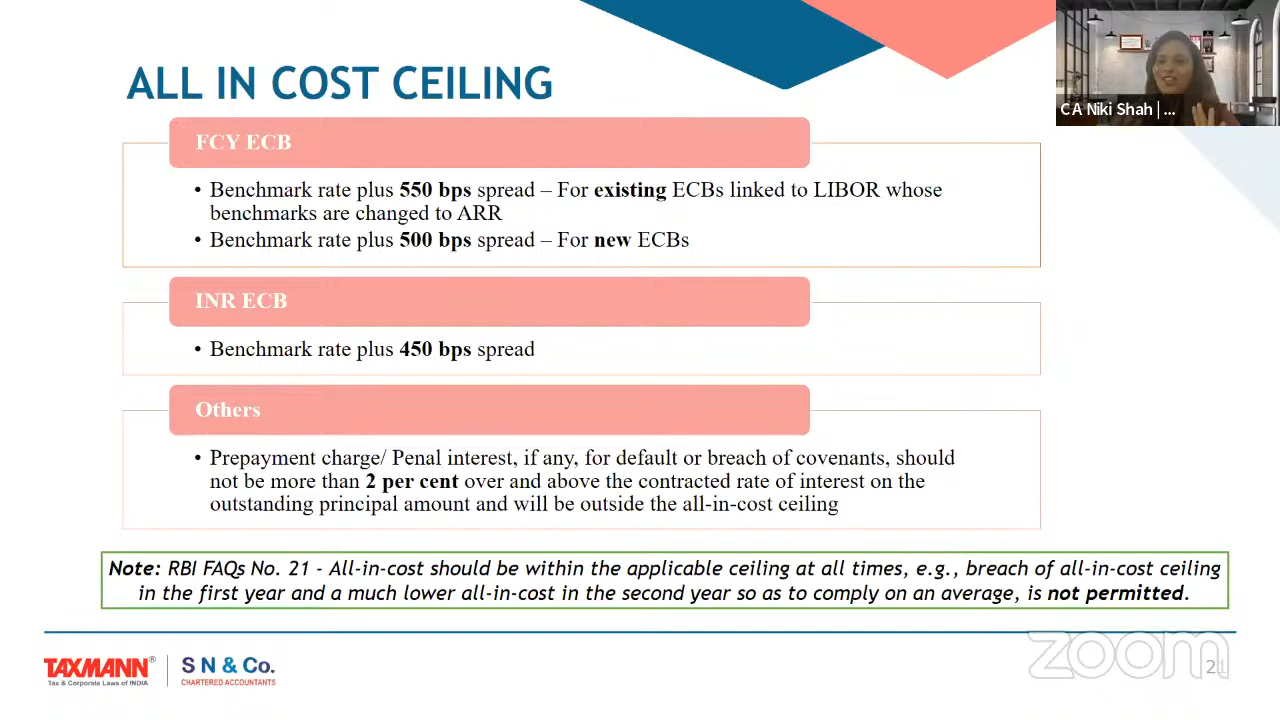 ALL IN COST CEILING
CA Niki Shah | ...
FCY ECB
• Benchmark rate plus 550 bps spread – For existing ECBs linked to LIBOR whose
benchmarks are changed to ARR
• Benchmark rate plus 500 bps spread – For new ECBs
INR ECB
• Benchmark rate plus 450 bps spread
Others
• Prepayment charge/ Penal interest, if any, for default or breach of covenants, should
not be more than 2 per cent over and above the contracted rate of interest on the
outstanding principal amount and will be outside the all-in-cost ceiling
Note: RBI FAQs No. 21 - All-in-cost should be within the applicable ceiling at all times, e.g., breach of all-in-cost ceiling
in the first year and a much lower all-in-cost in the second year so as to comply on an average, is not permitted.
TAXMANN®
Tax & Corporate Laws of INDIA
S N & Co.
CHARTERED ACCOUNTANTS
zoom
21